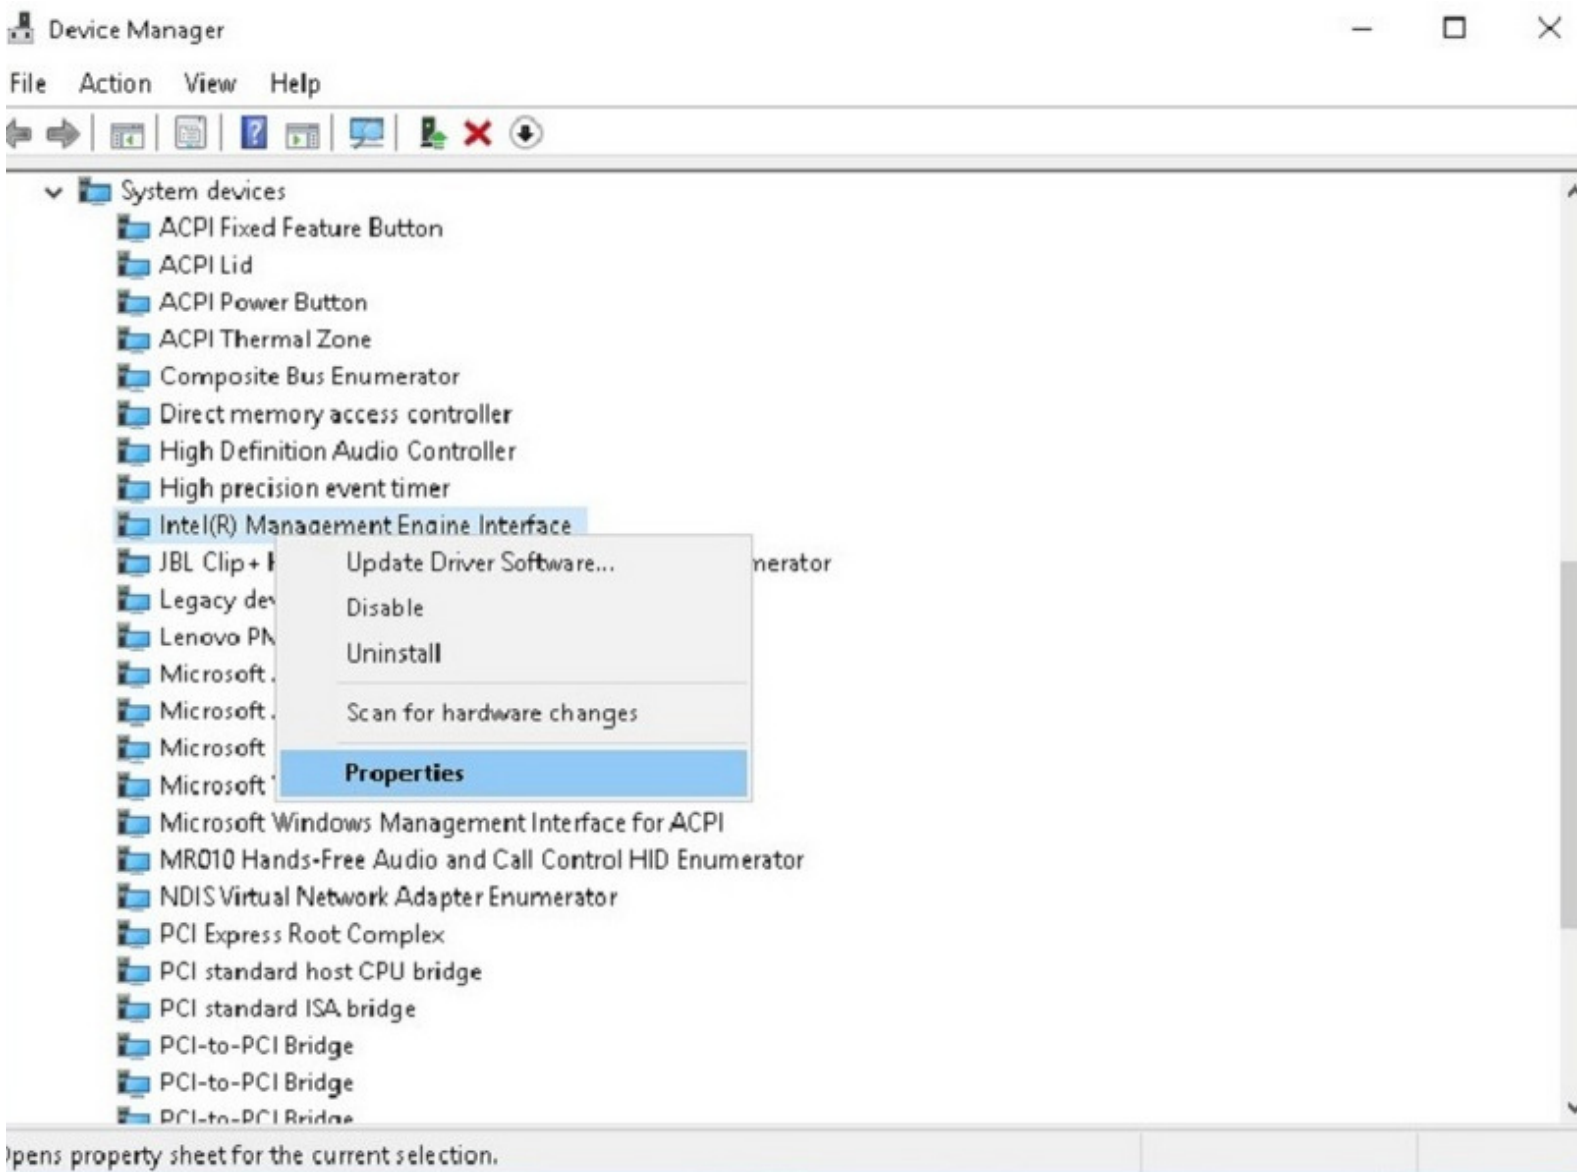 Device Manager
File Action View Help
System devices
ACPI Fixed Feature Button
ACPI Lid
ACPI Power Button
ACPI Thermal Zone
Composite Bus Enumerator
Direct memory access controller
High Definition Audio Controller
High precision event timer
Intel(R) Management Engine Interface
JBL Clip+ merator
Update Driver Software...
Legacy
Disable
Lenovo
Uninstall
Microsoft
Microsoft
Scan for hardware changes
Microsoft
Microsoft
Properties
Microsoft Windows Management Interface for ACPI
MR010 Hands-Free Audio and Call Control HID Enumerator
NDIS Virtual Network Adapter Enumerator
PCI Express Root Complex
PCI standard host CPU bridge
PCI standard ISA bridge
PCI-to-PCI Bridge
PCI-to-PCI Bridge
PCI-to-PCI Bridge
pens property sheet for the current selection.